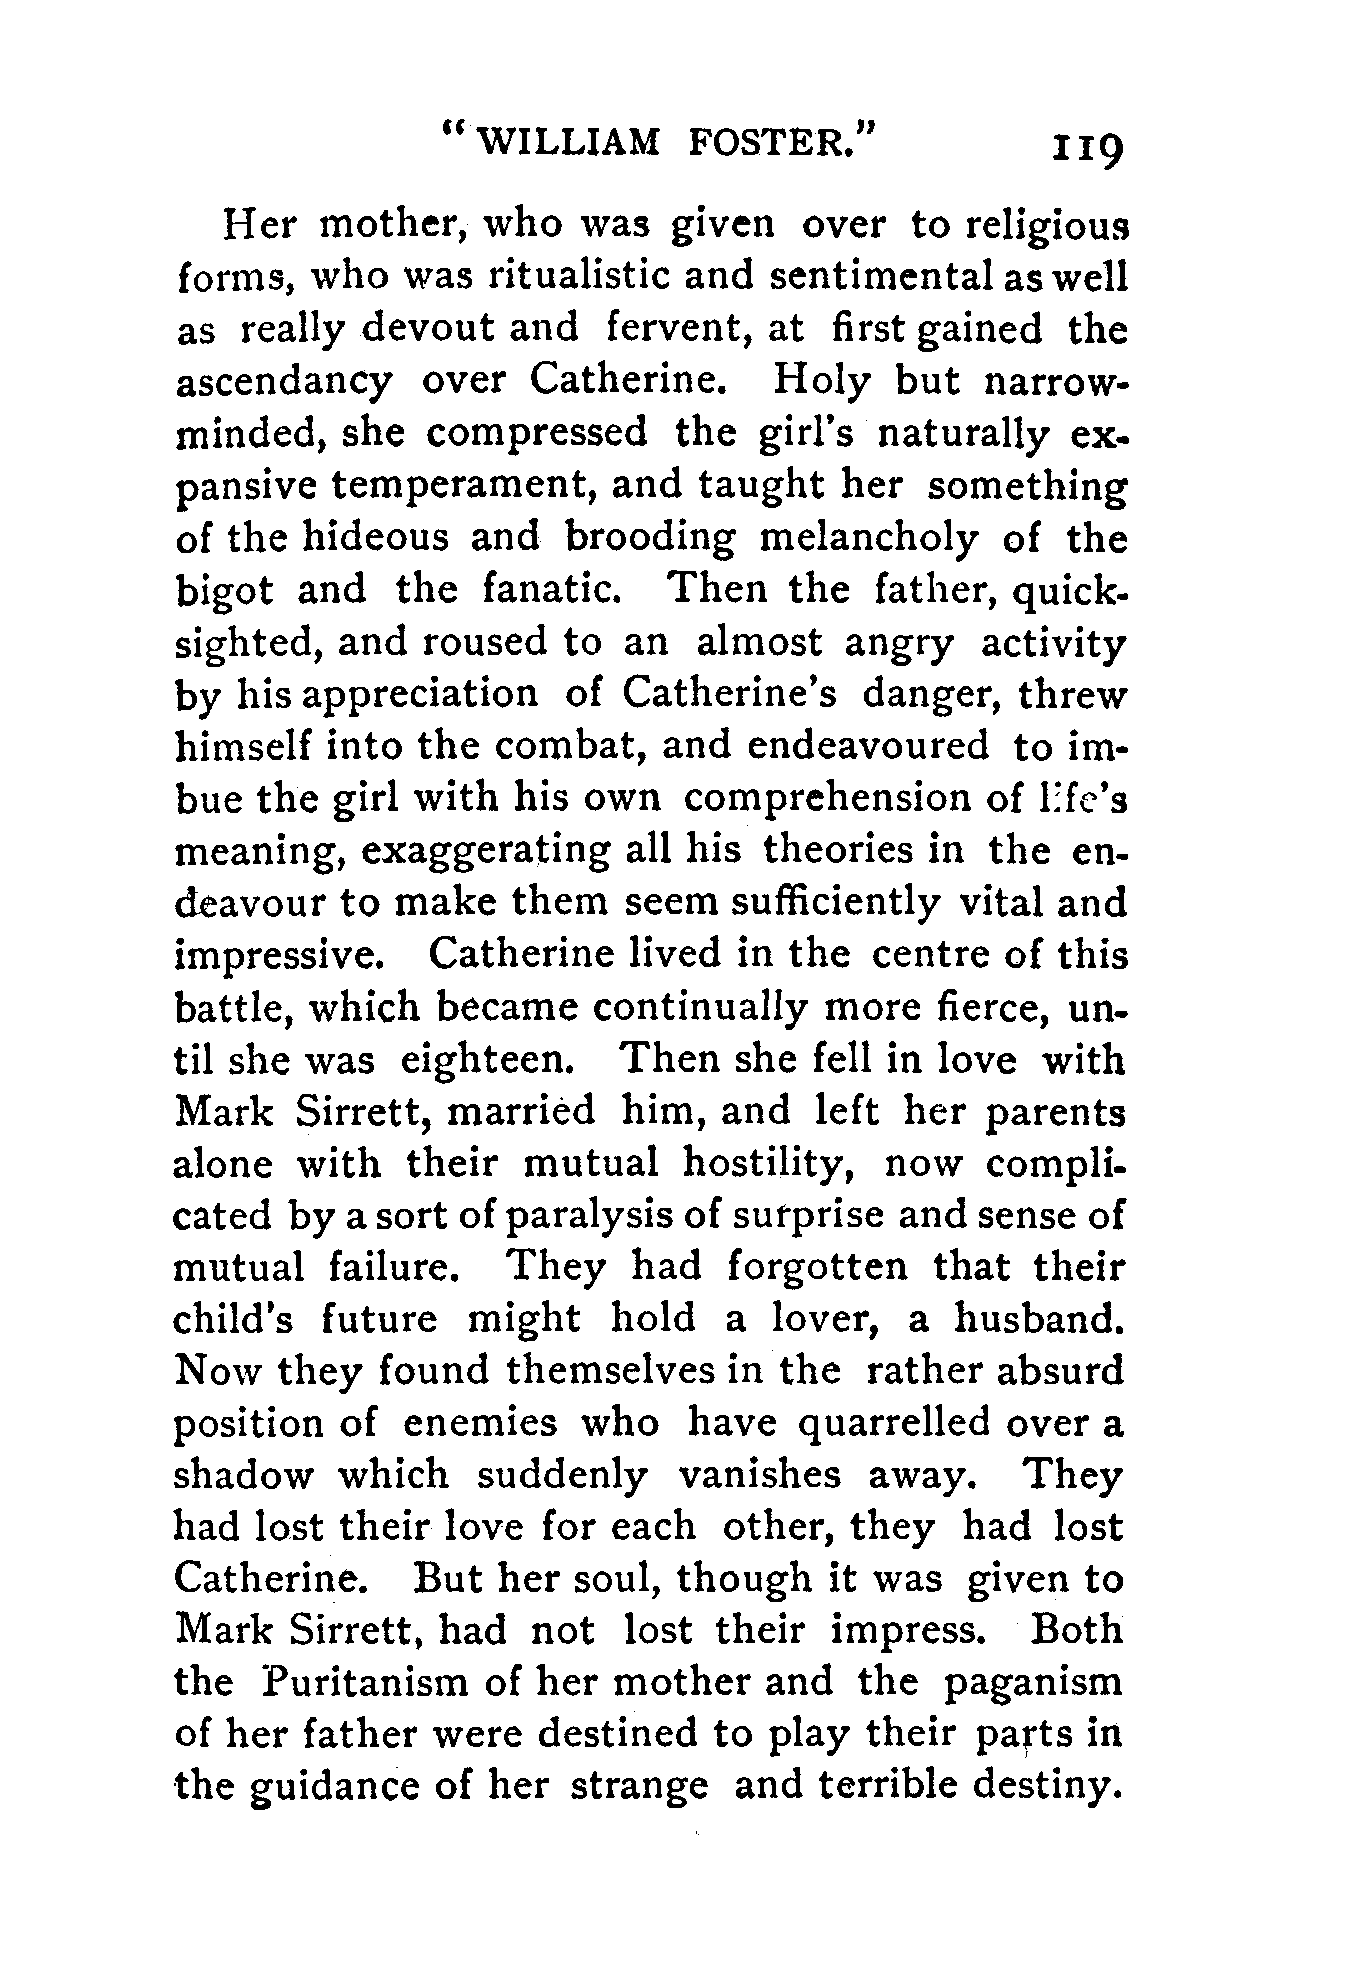 "WILLIAM FOSTER." 119
Her mother, who was given over to religious
forms, who was ritualistic and sentimental as well
as really devout and fervent, at first gained the
ascendancy over Catherine. Holy but narrow-
minded, she compressed the girl's naturally ex-
pansive temperament, and taught her something
of the hideous and brooding melancholy of the
bigot and the fanatic. Then the father, quick-
sighted, and roused to an almost angry activity
by his appreciation of Catherine's danger, threw
himself into the combat, and endeavoured to im-
bue the girl with his own comprehension of life's
meaning, exaggerating all his theories in the en-
deavour to make them seem sufficiently vital and
impressive. Catherine lived in the centre of this
battle, which became continually more fierce, un-
til she was eighteen. Then she fell in love with
Mark Sirrett, married him, and left her parents
alone with their mutual hostility, now compli-
cated by a sort of paralysis of surprise and sense of
mutual failure. They had forgotten that their
child's future might hold a lover, a husband.
Now they found themselves in the rather absurd
position of enemies who have quarrelled over a
shadow which suddenly vanishes away. They
had lost their love for each other, they had lost
Catherine. But her soul, though it was given to
Mark Sirrett, had not lost their impress. Both
the Puritanism of her mother and the paganism
of her father were destined to play their parts in
the guidance of her strange and terrible destiny.